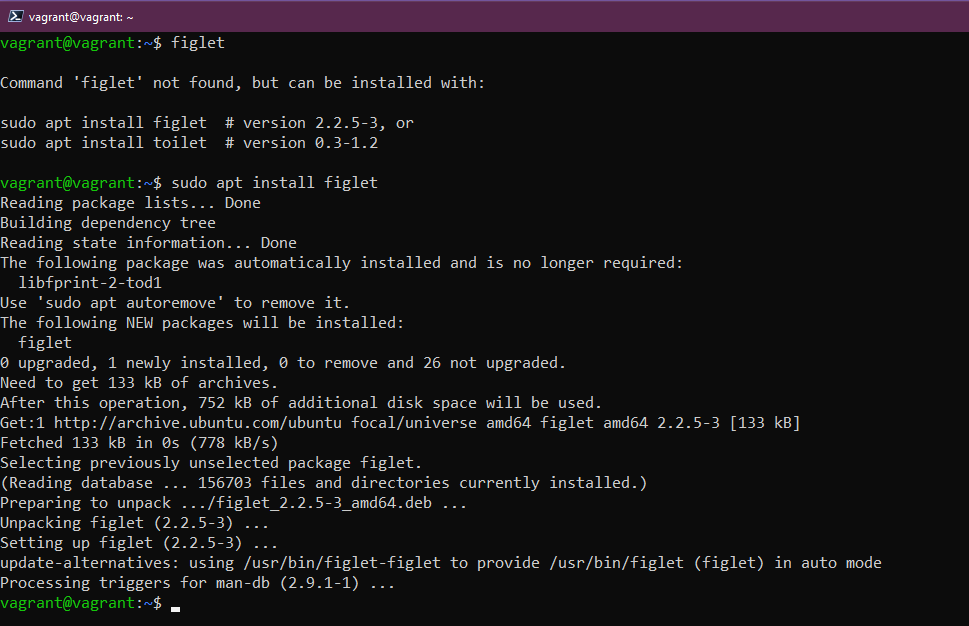 vagrant@vagrant: ~
vagrant@vagrant:~$ figlet
Command 'figlet' not found, but can be installed with:
sudo apt install figlet  # version 2.2.5-3, or
sudo apt install toilet  # version 0.3-1.2
vagrant@vagrant:~$ sudo apt install figlet
Reading package lists... Done
Building dependency tree
Reading state information... Done
The following package was automatically installed and is no longer required:
  libfprint-2-tod1
Use 'sudo apt autoremove' to remove it.
The following NEW packages will be installed:
  figlet
0 upgraded, 1 newly installed, 0 to remove and 26 not upgraded.
Need to get 133 kB of archives.
After this operation, 752 kB of additional disk space will be used.
Get:1 http://archive.ubuntu.com/ubuntu focal/universe amd64 figlet amd64 2.2.5-3 [133 kB]
Fetched 133 kB in 0s (778 kB/s)
Selecting previously unselected package figlet.
(Reading database ... 156703 files and directories currently installed.)
Preparing to unpack .../figlet_2.2.5-3_amd64.deb ...
Unpacking figlet (2.2.5-3) ...
Setting up figlet (2.2.5-3) ...
update-alternatives: using /usr/bin/figlet-figlet to provide /usr/bin/figlet (figlet) in auto mode
Processing triggers for man-db (2.9.1-1) ...
vagrant@vagrant:~$